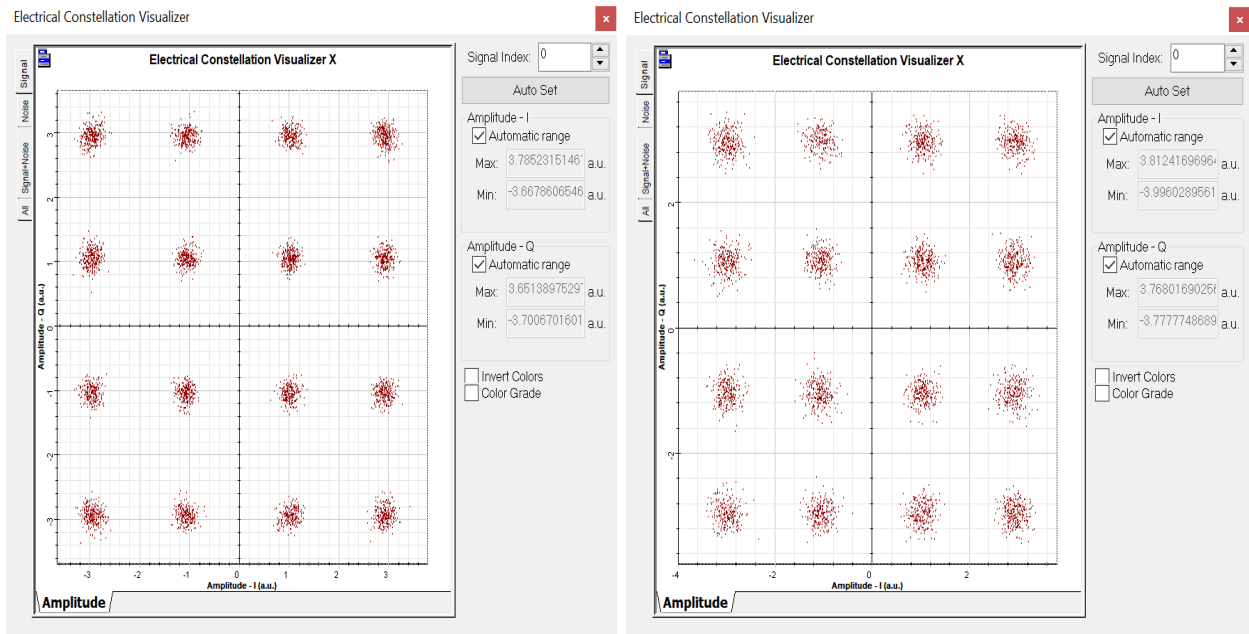 Electrical Constellation Visualizer
x
Electrical Constellation Visualizer X
Signal
Noise
Signal+Noise
All
Amplitude - Q (a.u.)
3
2
1
0
-1
-2
-3
-3
-2
-1
0
1
2
3
Amplitude - I (a.u.)
Amplitude
Signal Index:
0
Auto Set
Amplitude - I
Automatic range
Max:
3.7852315146
a.u.
Min:
-3.6678606546
a.u.
Amplitude - Q
Automatic range
Max:
3.6513897529
a.u.
Min:
-3.7006701601
a.u.
Invert Colors
Color Grade
Electrical Constellation Visualizer
x
Electrical Constellation Visualizer X
Signal
Noise
Signal+Noise
All
Amplitude - Q (a.u.)
2
0
-2
-4
-2
0
2
Amplitude - I (a.u.)
Amplitude
Signal Index:
0
Auto Set
Amplitude - I
Automatic range
Max:
3.8124169696
a.u.
Min:
-3.9960289561
a.u.
Amplitude - Q
Automatic range
Max:
3.7680169025
a.u.
Min:
-3.7777748689
a.u.
Invert Colors
Color Grade